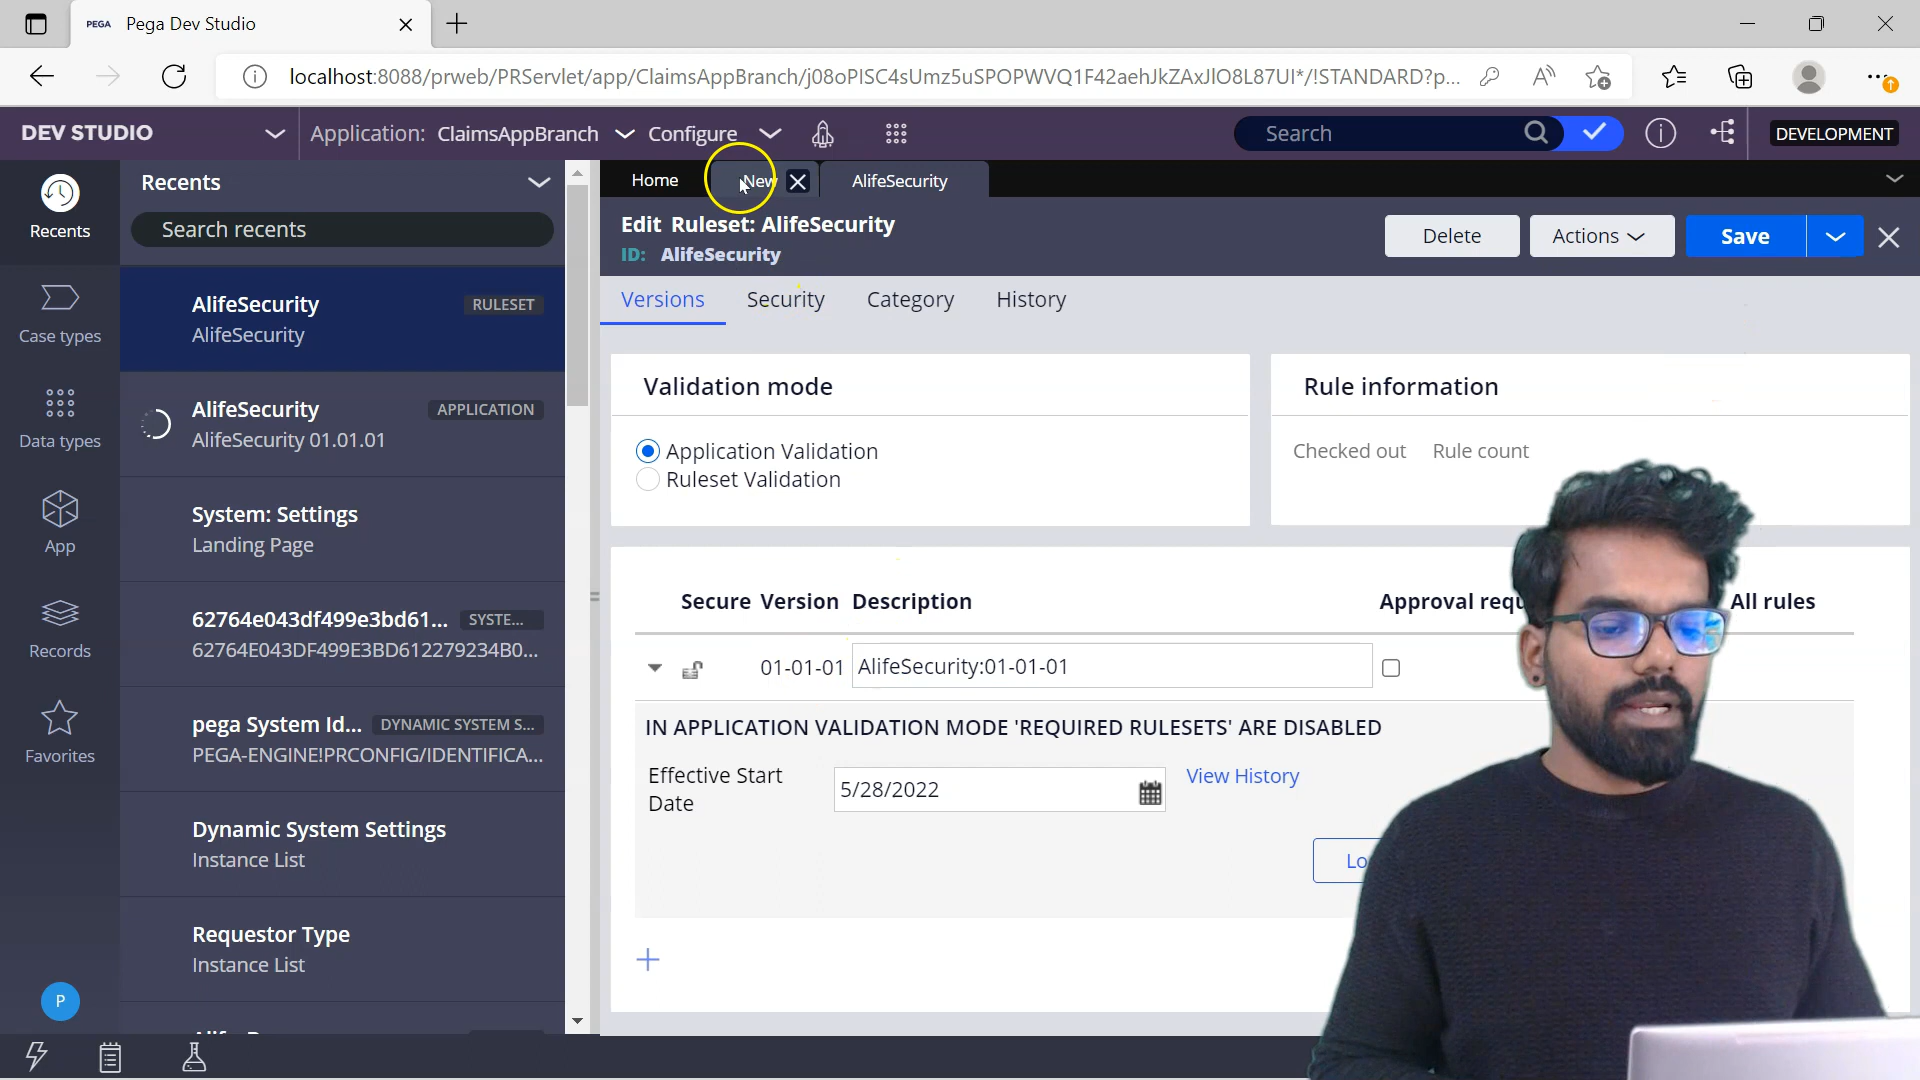 PEGA Pega Dev Studio
localhost:8088/prweb/PRServlet/app/ClaimsAppBranch/j08oPISC4sUmz5uSPOPWVQ1F42aehJkZAxJlO8L87UI*/!STANDARD?p...
DEV STUDIO
Application: ClaimsAppBranch
Configure
Search
DEVELOPMENT
Recents
Case types
Data types
App
Records
Favorites
P
Recents
Search recents
AlifeSecurity RULESET
AlifeSecurity
AlifeSecurity APPLICATION
AlifeSecurity 01.01.01
System: Settings
Landing Page
62764e043df499e3bd61... SYSTE...
62764E043DF499E3BD612279234B0...
pega System Id... DYNAMIC SYSTEM S...
PEGA-ENGINE!PRCONFIG/IDENTIFICA...
Dynamic System Settings
Instance List
Requestor Type
Instance List
Home New AlifeSecurity
Edit Ruleset: AlifeSecurity
ID: AlifeSecurity
Delete Actions Save
Versions Security Category History
Validation mode
Application Validation
Ruleset Validation
Rule information
Checked out Rule count
Secure Version Description Approval requ All rules
01-01-01 AlifeSecurity:01-01-01
IN APPLICATION VALIDATION MODE 'REQUIRED RULESETS' ARE DISABLED
Effective Start
Date
5/28/2022
View History
Lo